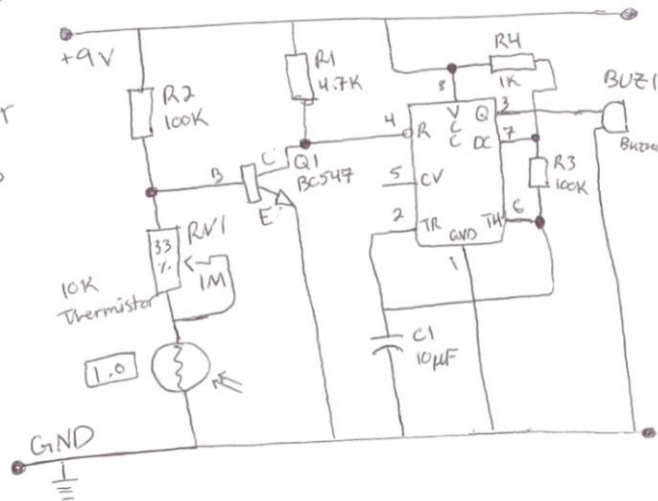 +9V
R2
100K
R1
4.7K
R4
1K
BUZ1
Buzzer
8
4
R
V
C
C
Q
3
DC
7
5
CV
2
TR
GND
1
TH
6
R3
100K
B
C
Q1
BC547
E
RV1
33
%
1M
10K
Thermistor
1.0
C1
10µF
GND
r